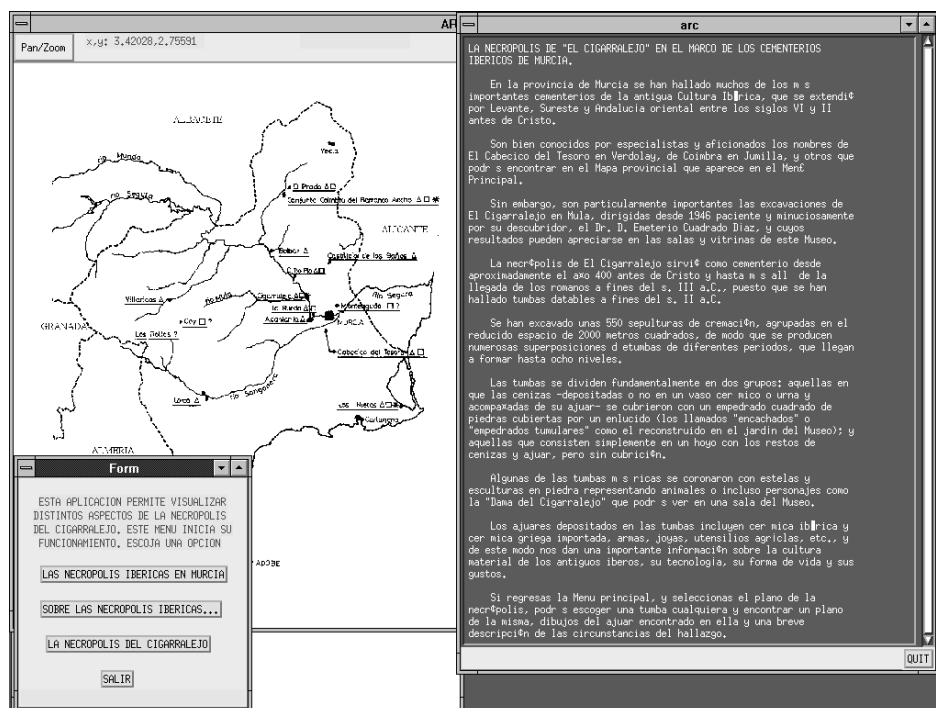 AR
Pan/Zoom
x,y: 3.42028,2.75591
ALBACETE
Yecla
rio Mundo
rio Segura
Prado
Conjunto Coimbra del Barranco Ancho
ALICANTE
Bolbax
Castillico de los Baños
Villaricos
rio Mula
Cigarralejo
rio Segura
Monteagudo ?
GRANADA
Coy ?
MURCIA
Cabecico del Tesoro
Lorca
rio Sangonera
Los Nietos
Cartagena
ALMERIA
ADOBE
Form
ESTA APLICACION PERMITE VISUALIZAR
DISTINTOS ASPECTOS DE LA NECROPOLIS
DEL CIGARRALEJO. ESTE MENU INICIA SU
FUNCIONAMIENTO. ESCOJA UNA OPCION
LAS NECROPOLIS IBERICAS EN MURCIA
SOBRE LAS NECROPOLIS IBERICAS...
LA NECROPOLIS DEL CIGARRALEJO
SALIR
arc
LA NECROPOLIS DE "EL CIGARRALEJO" EN EL MARCO DE LOS CEMENTERIOS
IBERICOS DE MURCIA.
En la provincia de Murcia se han hallado muchos de los m s
importantes cementerios de la antigua Cultura Ib rica, que se extendi¢
por Levante, Sureste y Andalucia oriental entre los siglos VI y II
antes de Cristo.
Son bien conocidos por especialistas y aficionados los nombres de
El Cabecico del Tesoro en Verdolay, de Coimbra en Jumilla, y otros que
podr s encontrar en el Mapa provincial que aparece en el Men£
Principal.
Sin embargo, son particularmente importantes las excavaciones de
El Cigarralejo en Mula, dirigidas desde 1946 paciente y minuciosamente
por su descubridor, el Dr. D. Emeterio Cuadrado Diaz, y cuyos
resultados pueden apreciarse en las salas y vitrinas de este Museo.
La necr¢polis de El Cigarralejo sirvi¢ como cementerio desde
aproximadamente el a¤o 400 antes de Cristo y hasta m s all  de la
llegada de los romanos a fines del s. III a.C., puesto que se han
hallado tumbas datables a fines del s. II a.C.
Se han excavado unas 550 sepulturas de cremaci¢n, agrupadas en el
reducido espacio de 2000 metros cuadrados, de modo que se producen
numerosas superposiciones d etumbas de diferentes periodos, que llegan
a formar hasta ocho niveles.
Las tumbas se dividen fundamentalmente en dos grupos: aquellas en
que las cenizas -depositadas o no en un vaso cer mico o urna y
acompa¤adas de su ajuar- se cubrieron con un empedrado cuadrado de
piedras cubiertas por un enlucido (los llamados "encachados" o
"empedrados tumulares" como el reconstruido en el jardin del Museo); y
aquellas que consisten simplemente en un hoyo con los restos de
cenizas y ajuar, pero sin cubrici¢n.
Algunas de las tumbas m s ricas se coronaron con estelas y
esculturas en piedra representando animales o incluso personajes como
la "Dama del Cigarralejo" que podr s ver en una sala del Museo.
Los ajuares depositados en las tumbas incluyen cer mica ib rica y
cer mica griega importada, armas, joyas, utensilios agriclas, etc., y
de este modo nos dan una importante informaci¢n sobre la cultura
material de los antiguos iberos, su tecnologia, su forma de vida y sus
gustos.
Si regresas la Menu principal, y seleccionas el plano de la
necr¢polis, podr s escoger una tumba cualquiera y encontrar un plano
de la misma, dibujos del ajuar encontrado en ella y una breve
descripci¢n de las circunstancias del hallazgo.
QUIT